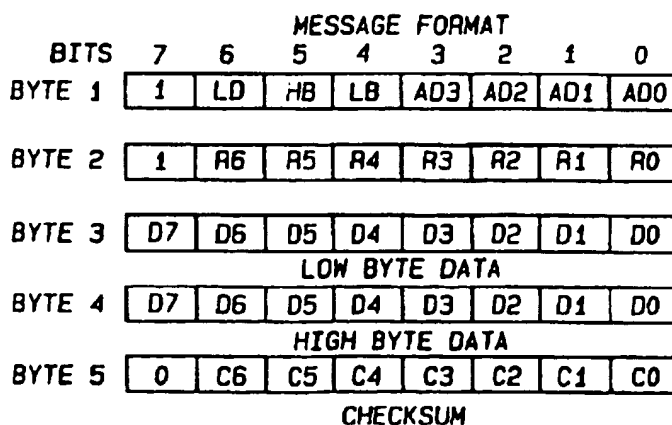 MESSAGE FORMAT
BITS 7 6 5 4 3 2 1 0
BYTE 1 1 LD HB LB AD3 AD2 AD1 AD0
BYTE 2 1 R6 R5 R4 R3 R2 R1 R0
BYTE 3 D7 D6 D5 D4 D3 D2 D1 D0
LOW BYTE DATA
BYTE 4 D7 D6 D5 D4 D3 D2 D1 D0
HIGH BYTE DATA
BYTE 5 0 C6 C5 C4 C3 C2 C1 C0
CHECKSUM